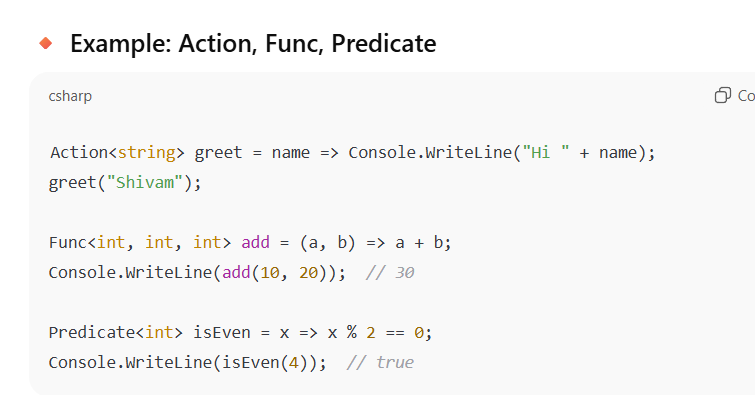 Example: Action, Func, Predicate
csharp
Co
Action<string> greet = name => Console.WriteLine("Hi " + name);
greet("Shivam");
Func<int, int, int> add = (a, b) => a + b;
Console.WriteLine(add(10, 20));  // 30
Predicate<int> isEven = x => x % 2 == 0;
Console.WriteLine(isEven(4));  // true